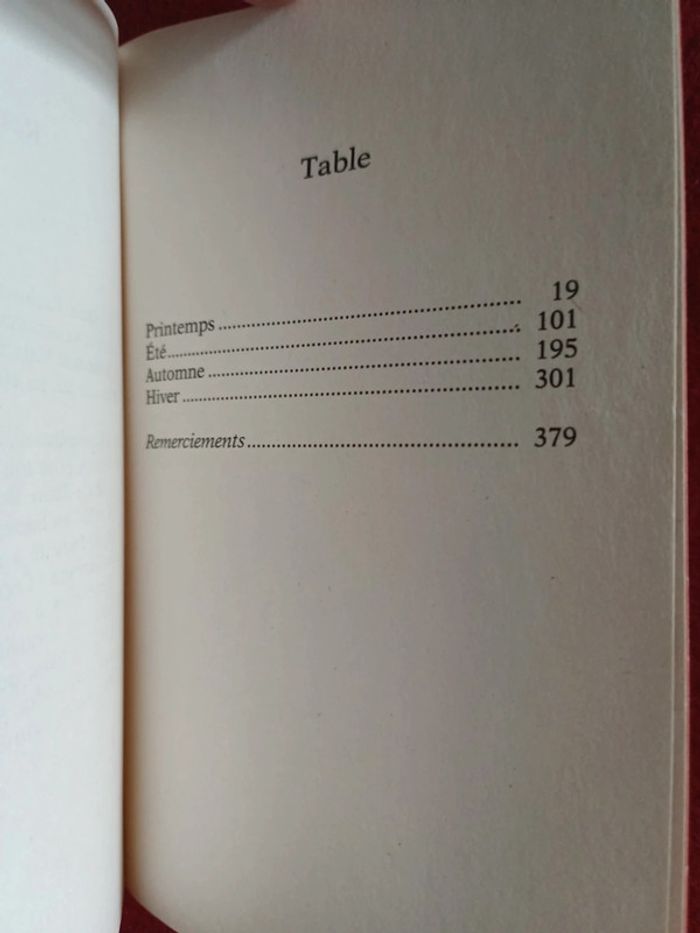 Table
Printemps ........................................................ 19
Été................................................................ 101
Automne ......................................................... 195
Hiver .............................................................. 301
Remerciements.................................................. 379